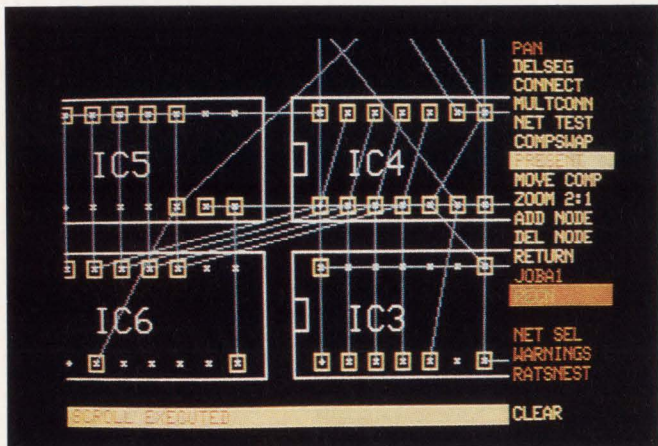 PAN
DELSEG
CONNECT
MULTCONN
NET TEST
COMPSWAP
PRESENT
MOVE COMP
ZOOM 2:1
ADD NODE
DEL NODE
RETURN
JOBA1
NET SEL
WARNINGS
RATSNEST
CLEAR
IC5
IC4
IC6
IC3
SCROLL EXECUTED